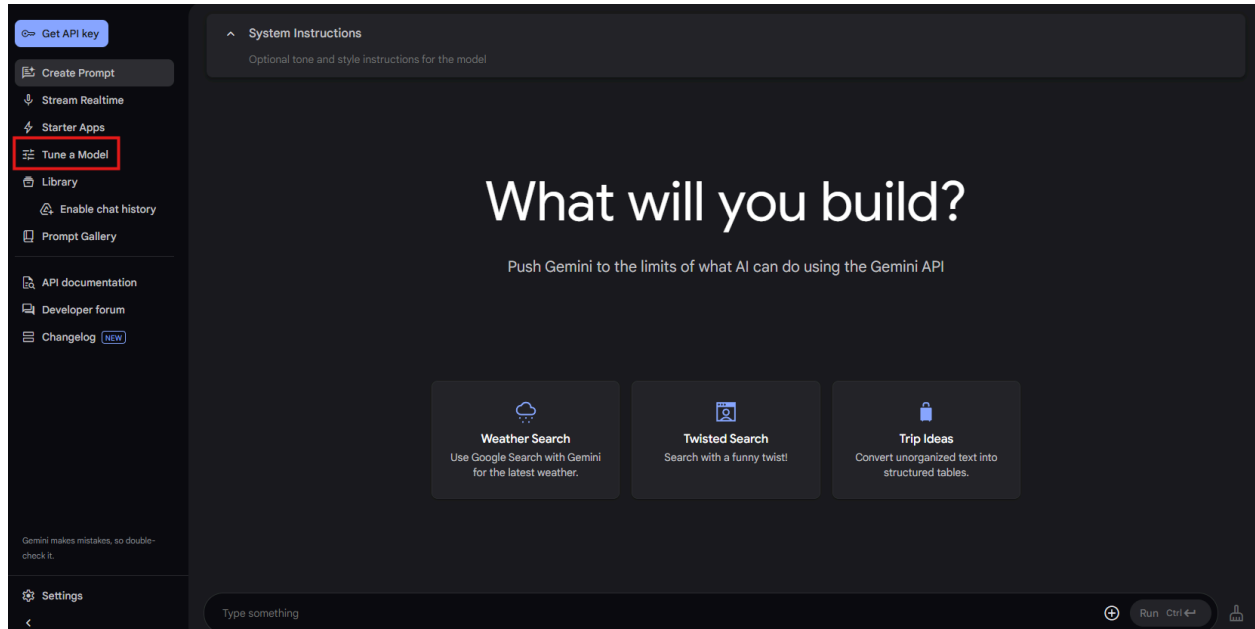 Get API key
Create Prompt
Stream Realtime
Starter Apps
Tune a Model
Library
Enable chat history
Prompt Gallery
API documentation
Developer forum
Changelog NEW
Gemini makes mistakes, so double-
check it.
Settings
System Instructions
Optional tone and style instructions for the model
What will you build?
Push Gemini to the limits of what AI can do using the Gemini API
Weather Search
Use Google Search with Gemini
for the latest weather.
Twisted Search
Search with a funny twist!
Trip Ideas
Convert unorganized text into
structured tables.
Type something
Run Ctrl